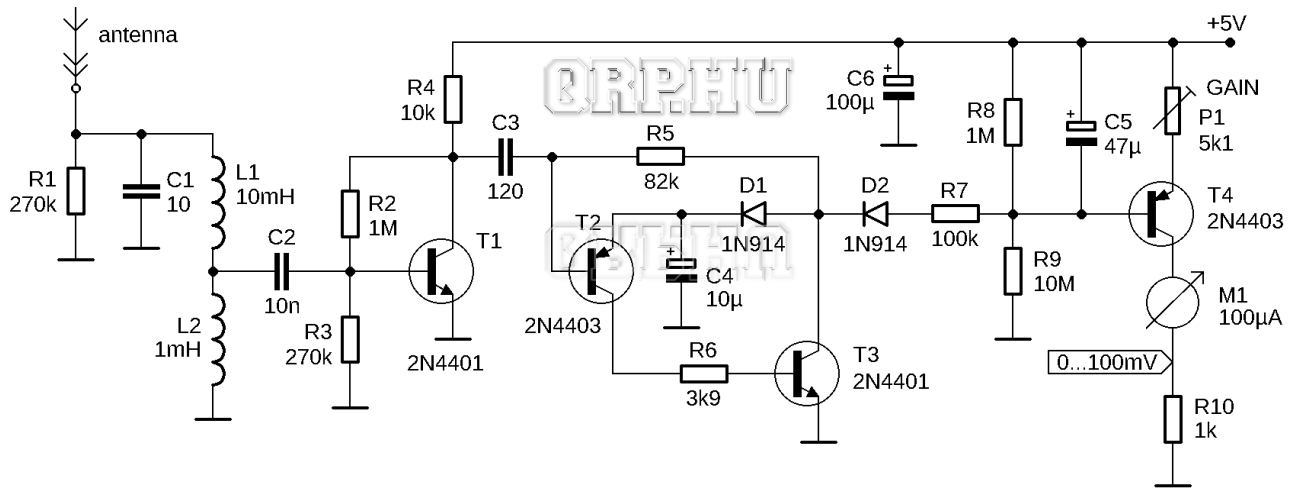 antenna
+5V
QRP.HU
R4
10k
C6
100µ
+
GAIN
R8
1M
P1
5k1
C3
120
R5
82k
+
C5
47µ
R1
270k
C1
10
L1
10mH
R2
1M
T1
T2
D1
1N914
D2
1N914
R7
100k
T4
2N4403
C2
10n
+
C4
10µ
R9
10M
M1
100µA
L2
1mH
R3
270k
2N4401
2N4403
R6
3k9
T3
2N4401
0...100mV
R10
1k